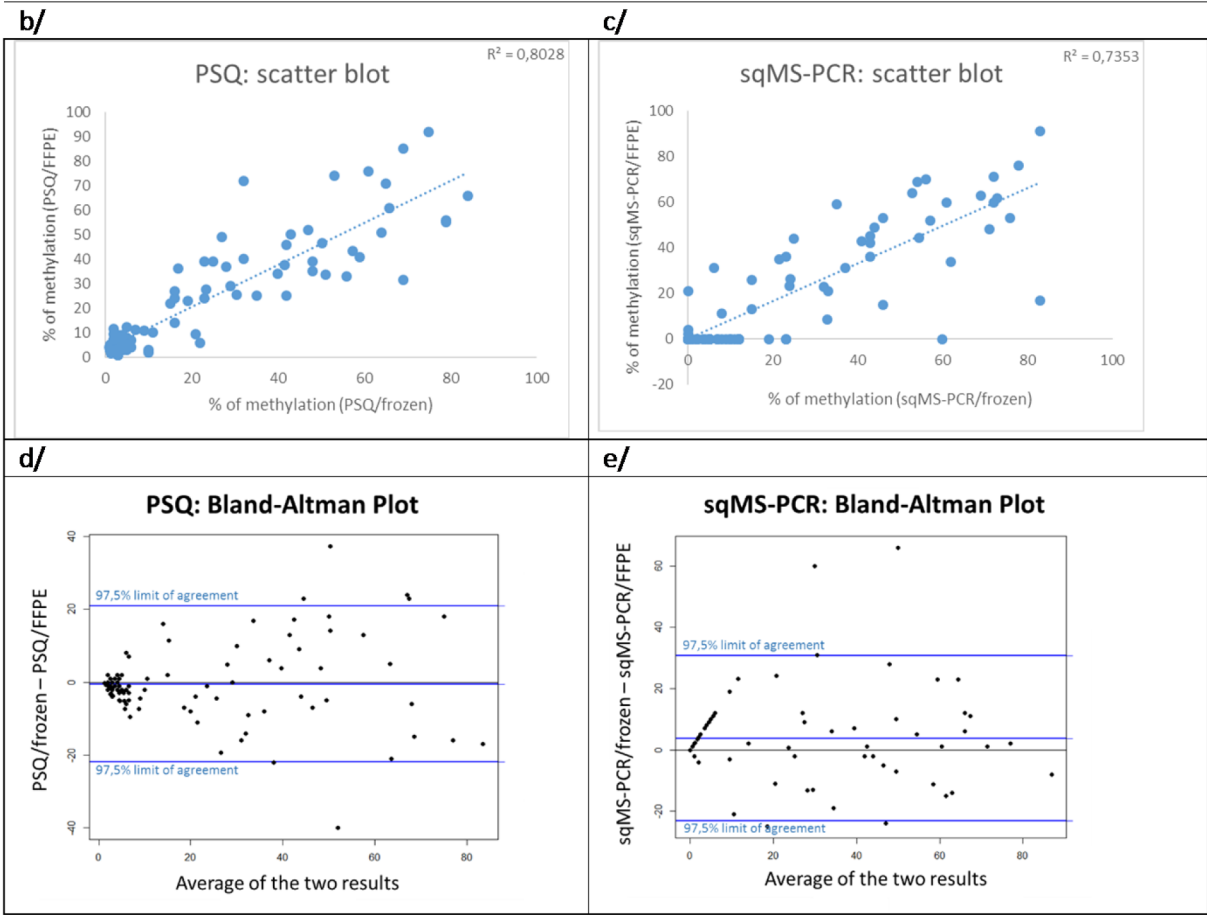 b/
c/
R² = 0,8028
PSQ: scatter blot
% of methylation (PSQ/FFPE)
100
90
80
70
60
50
40
30
20
10
0
0 20 40 60 80 100
% of methylation (PSQ/frozen)
R² = 0,7353
sqMS-PCR: scatter blot
% of methylation (sqMS-PCR/FFPE)
100
80
60
40
20
0
-20
0 20 40 60 80 100
% of methylation (sqMS-PCR/frozen)
d/
e/
PSQ: Bland-Altman Plot
PSQ/frozen – PSQ/FFPE
40
20
0
-20
-40
97,5% limit of agreement
97,5% limit of agreement
0 20 40 60 80
Average of the two results
sqMS-PCR: Bland-Altman Plot
sqMS-PCR/frozen – sqMS-PCR/FFPE
60
40
20
0
-20
97,5% limit of agreement
97,5% limit of agreement
0 20 40 60 80
Average of the two results